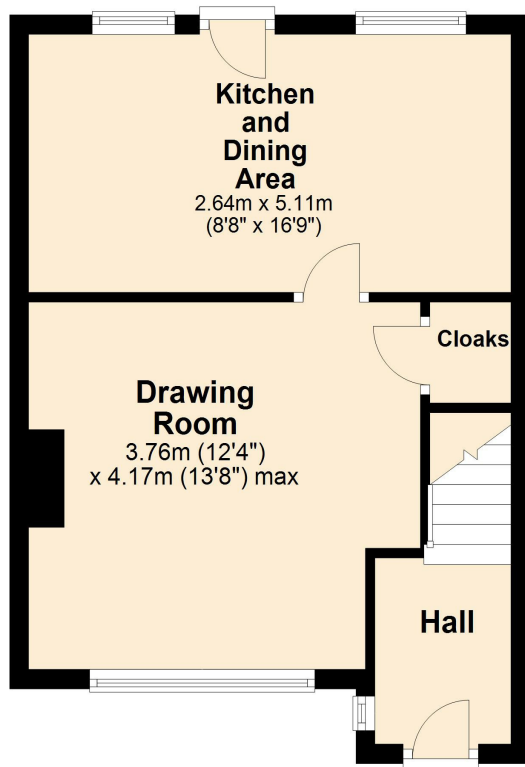 Kitchen
and
Dining
Area
2.64m x 5.11m
(8'8" x 16'9")
Cloaks
Drawing
Room
3.76m (12'4")
x 4.17m (13'8") max
Hall